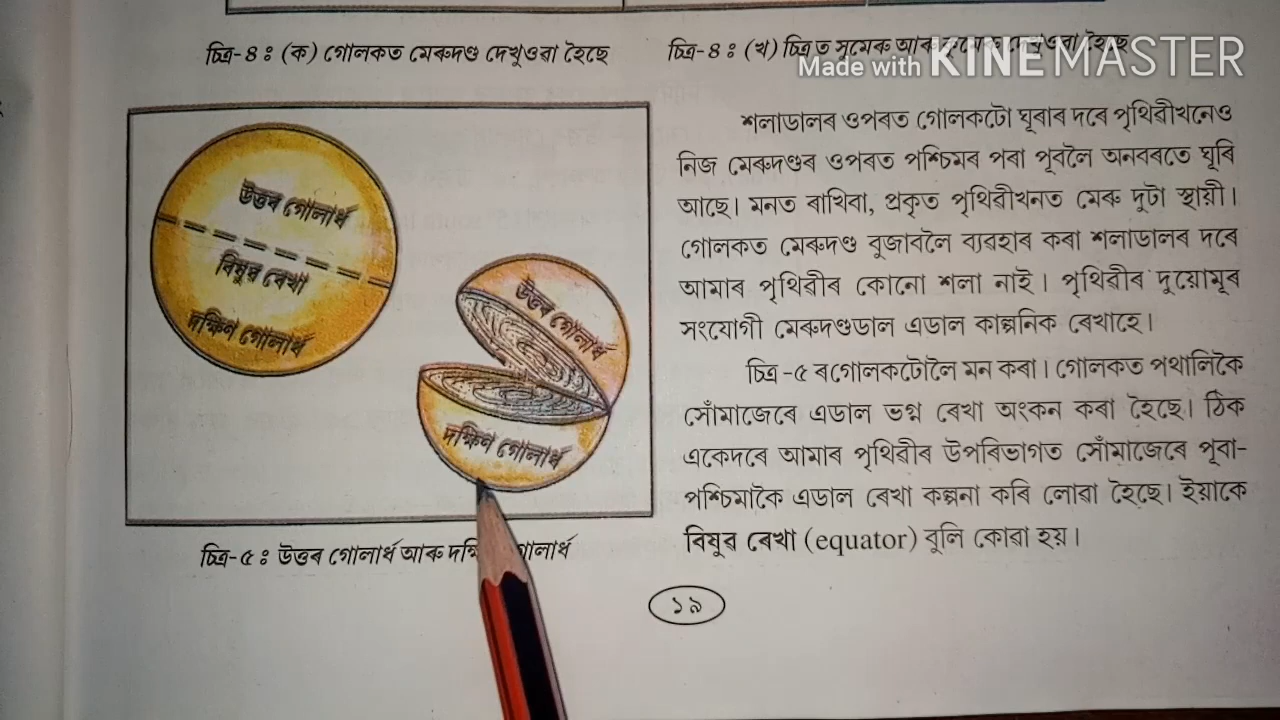 চিত্ৰ-৪ : (ক) গোলকত মেৰুদণ্ড দেখুওৱা হৈছে
চিত্ৰ-৪ : (খ) চিত্ৰত সুমেৰু আৰু দেখুওৱা হৈছে
Made with KINEMASTER
উত্তৰ গোলাৰ্ধ
বিষুৱ ৰেখা
দক্ষিণ গোলাৰ্ধ
উত্তৰ গোলাৰ্ধ
দক্ষিণ গোলাৰ্ধ
চিত্ৰ-৫ : উত্তৰ গোলাৰ্ধ আৰু গোলাৰ্ধ
শলাডালৰ ওপৰত গোলকটো ঘূৰাৰ দৰে পৃথিৱীখনেও
নিজ মেৰুদণ্ডৰ ওপৰত পশ্চিমৰ পৰা পূবলৈ অনবৰতে ঘূৰি
আছে। মনত ৰাখিবা, প্ৰকৃত পৃথিৱীখনত মেৰু দুটা স্থায়ী।
গোলকত মেৰুদণ্ড বুজাবলৈ ব্যৱহাৰ কৰা শলাডালৰ দৰে
আমাৰ পৃথিৱীৰ কোনো শলা নাই। পৃথিৱীৰ দুয়োমূৰ
সংযোগী মেৰুদণ্ডডাল এডাল কাল্পনিক ৰেখাহে।
চিত্ৰ -৫ ৰগোলকটোলৈ মন কৰা। গোলকত পথালিকৈ
সোঁমাজেৰে এডাল ভগ্ন ৰেখা অংকন কৰা হৈছে। ঠিক
একেদৰে আমাৰ পৃথিৱীৰ উপৰিভাগত সোঁমাজেৰে পূবা-
পশ্চিমাকৈ এডাল ৰেখা কল্পনা কৰি লোৱা হৈছে। ইয়াকে
বিষুৱ ৰেখা (equator) বুলি কোৱা হয়।
১৯